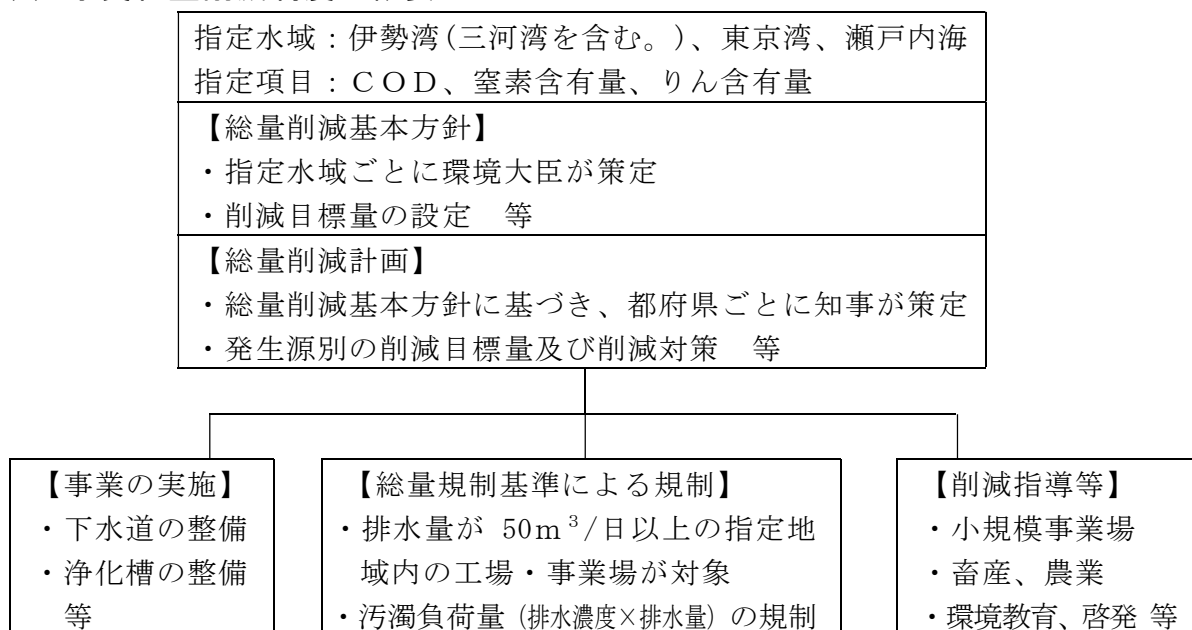 指定水域：伊勢湾(三河湾を含む。)、東京湾、瀬戸内海
指定項目：ＣＯＤ、窒素含有量、りん含有量
【総量削減基本方針】
・指定水域ごとに環境大臣が策定
・削減目標量の設定　等
【総量削減計画】
・総量削減基本方針に基づき、都府県ごとに知事が策定
・発生源別の削減目標量及び削減対策　等
【事業の実施】
・下水道の整備
・浄化槽の整備
等
【総量規制基準による規制】
・排水量が 50ｍ³/日以上の指定地
域内の工場・事業場が対象
・汚濁負荷量（排水濃度×排水量）の規制
【削減指導等】
・小規模事業場
・畜産、農業
・環境教育、啓発 等